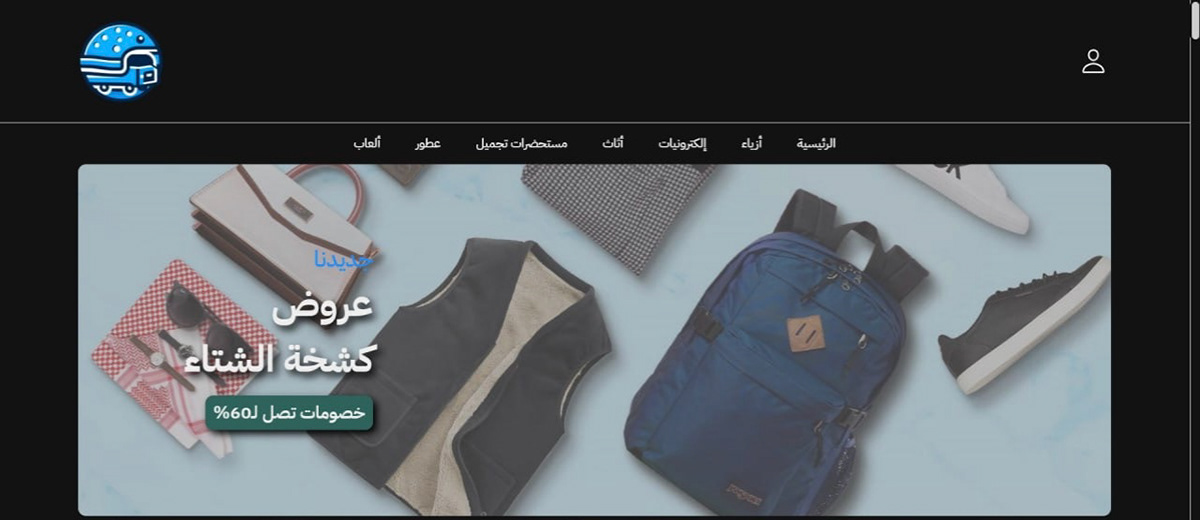 الرئيسية
أزياء
إلكترونيات
أثاث
مستحضرات تجميل
عطور
ألعاب
جديدنا
عروض
كشخة الشتاء
خصومات تصل لـ60%